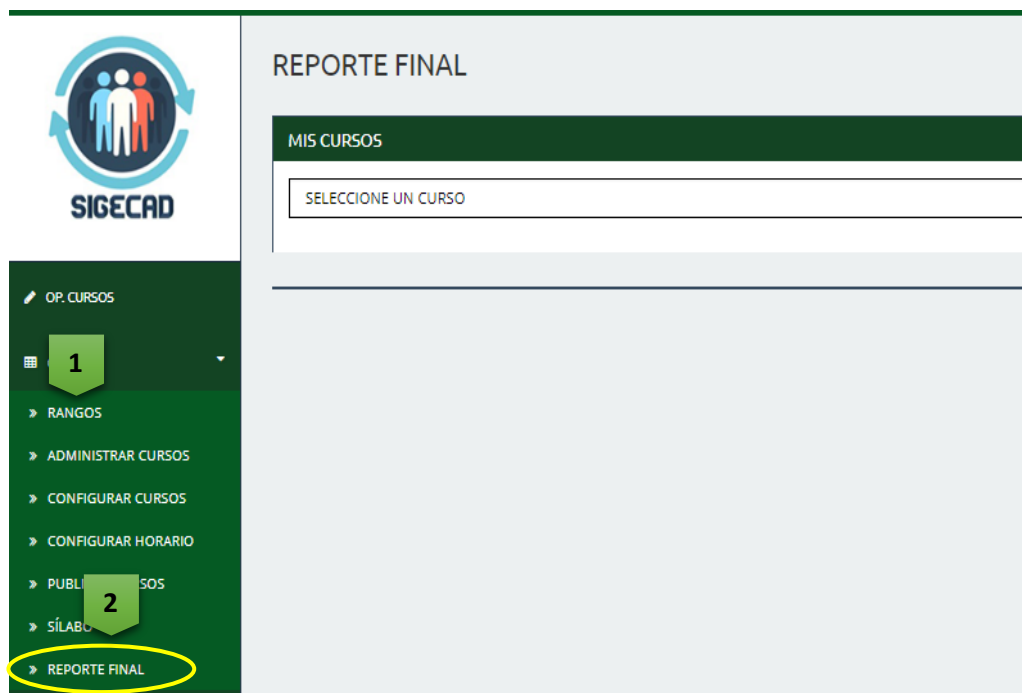 REPORTE FINAL
MIS CURSOS
SELECCIONE UN CURSO
SIGECAD
OP. CURSOS
1
RANGOS
ADMINISTRAR CURSOS
CONFIGURAR CURSOS
CONFIGURAR HORARIO
2
REPORTE FINAL